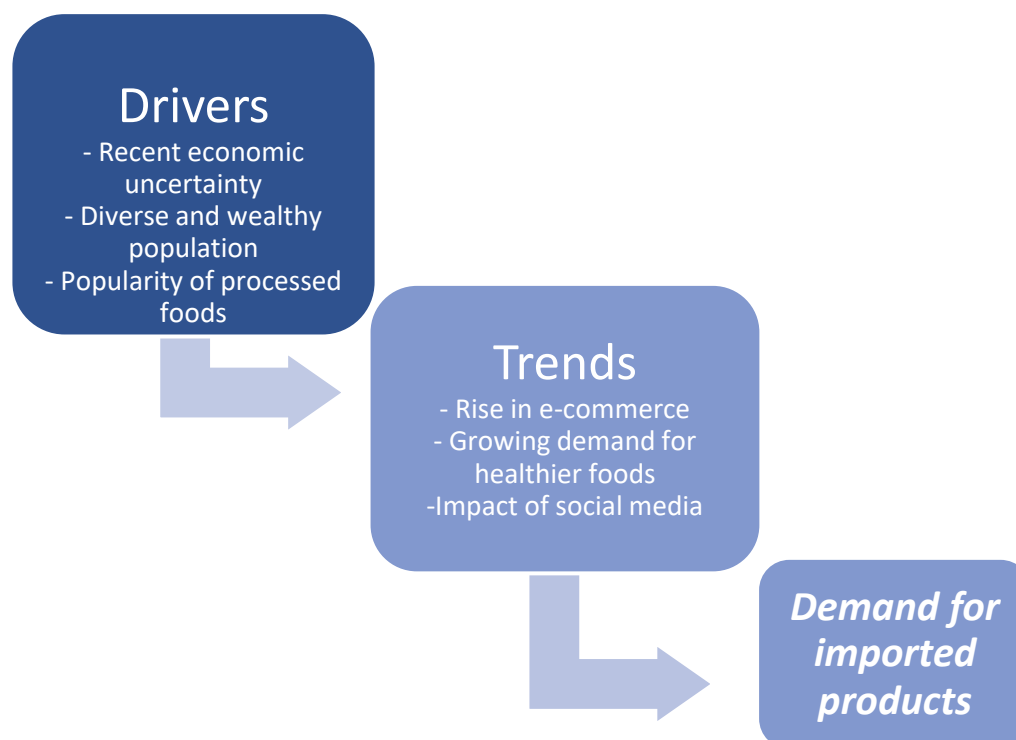 Drivers
- Recent economic
uncertainty
- Diverse and wealthy
population
- Popularity of processed
foods
Trends
- Rise in e-commerce
- Growing demand for
healthier foods
-Impact of social media
Demand for
imported
products